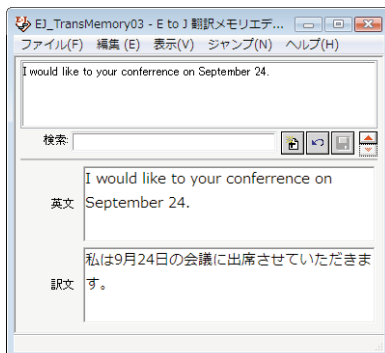 EJ_TransMemory03 - E to J 翻訳メモリエデ...
ファイル(F) 編集(E) 表示(V) ジャンプ(N) ヘルプ(H)
I would like to your conferrence on September 24.
検索:
英文
I would like to your conferrence on
September 24.
訳文
私は9月24日の会議に出席させていただきま
す。